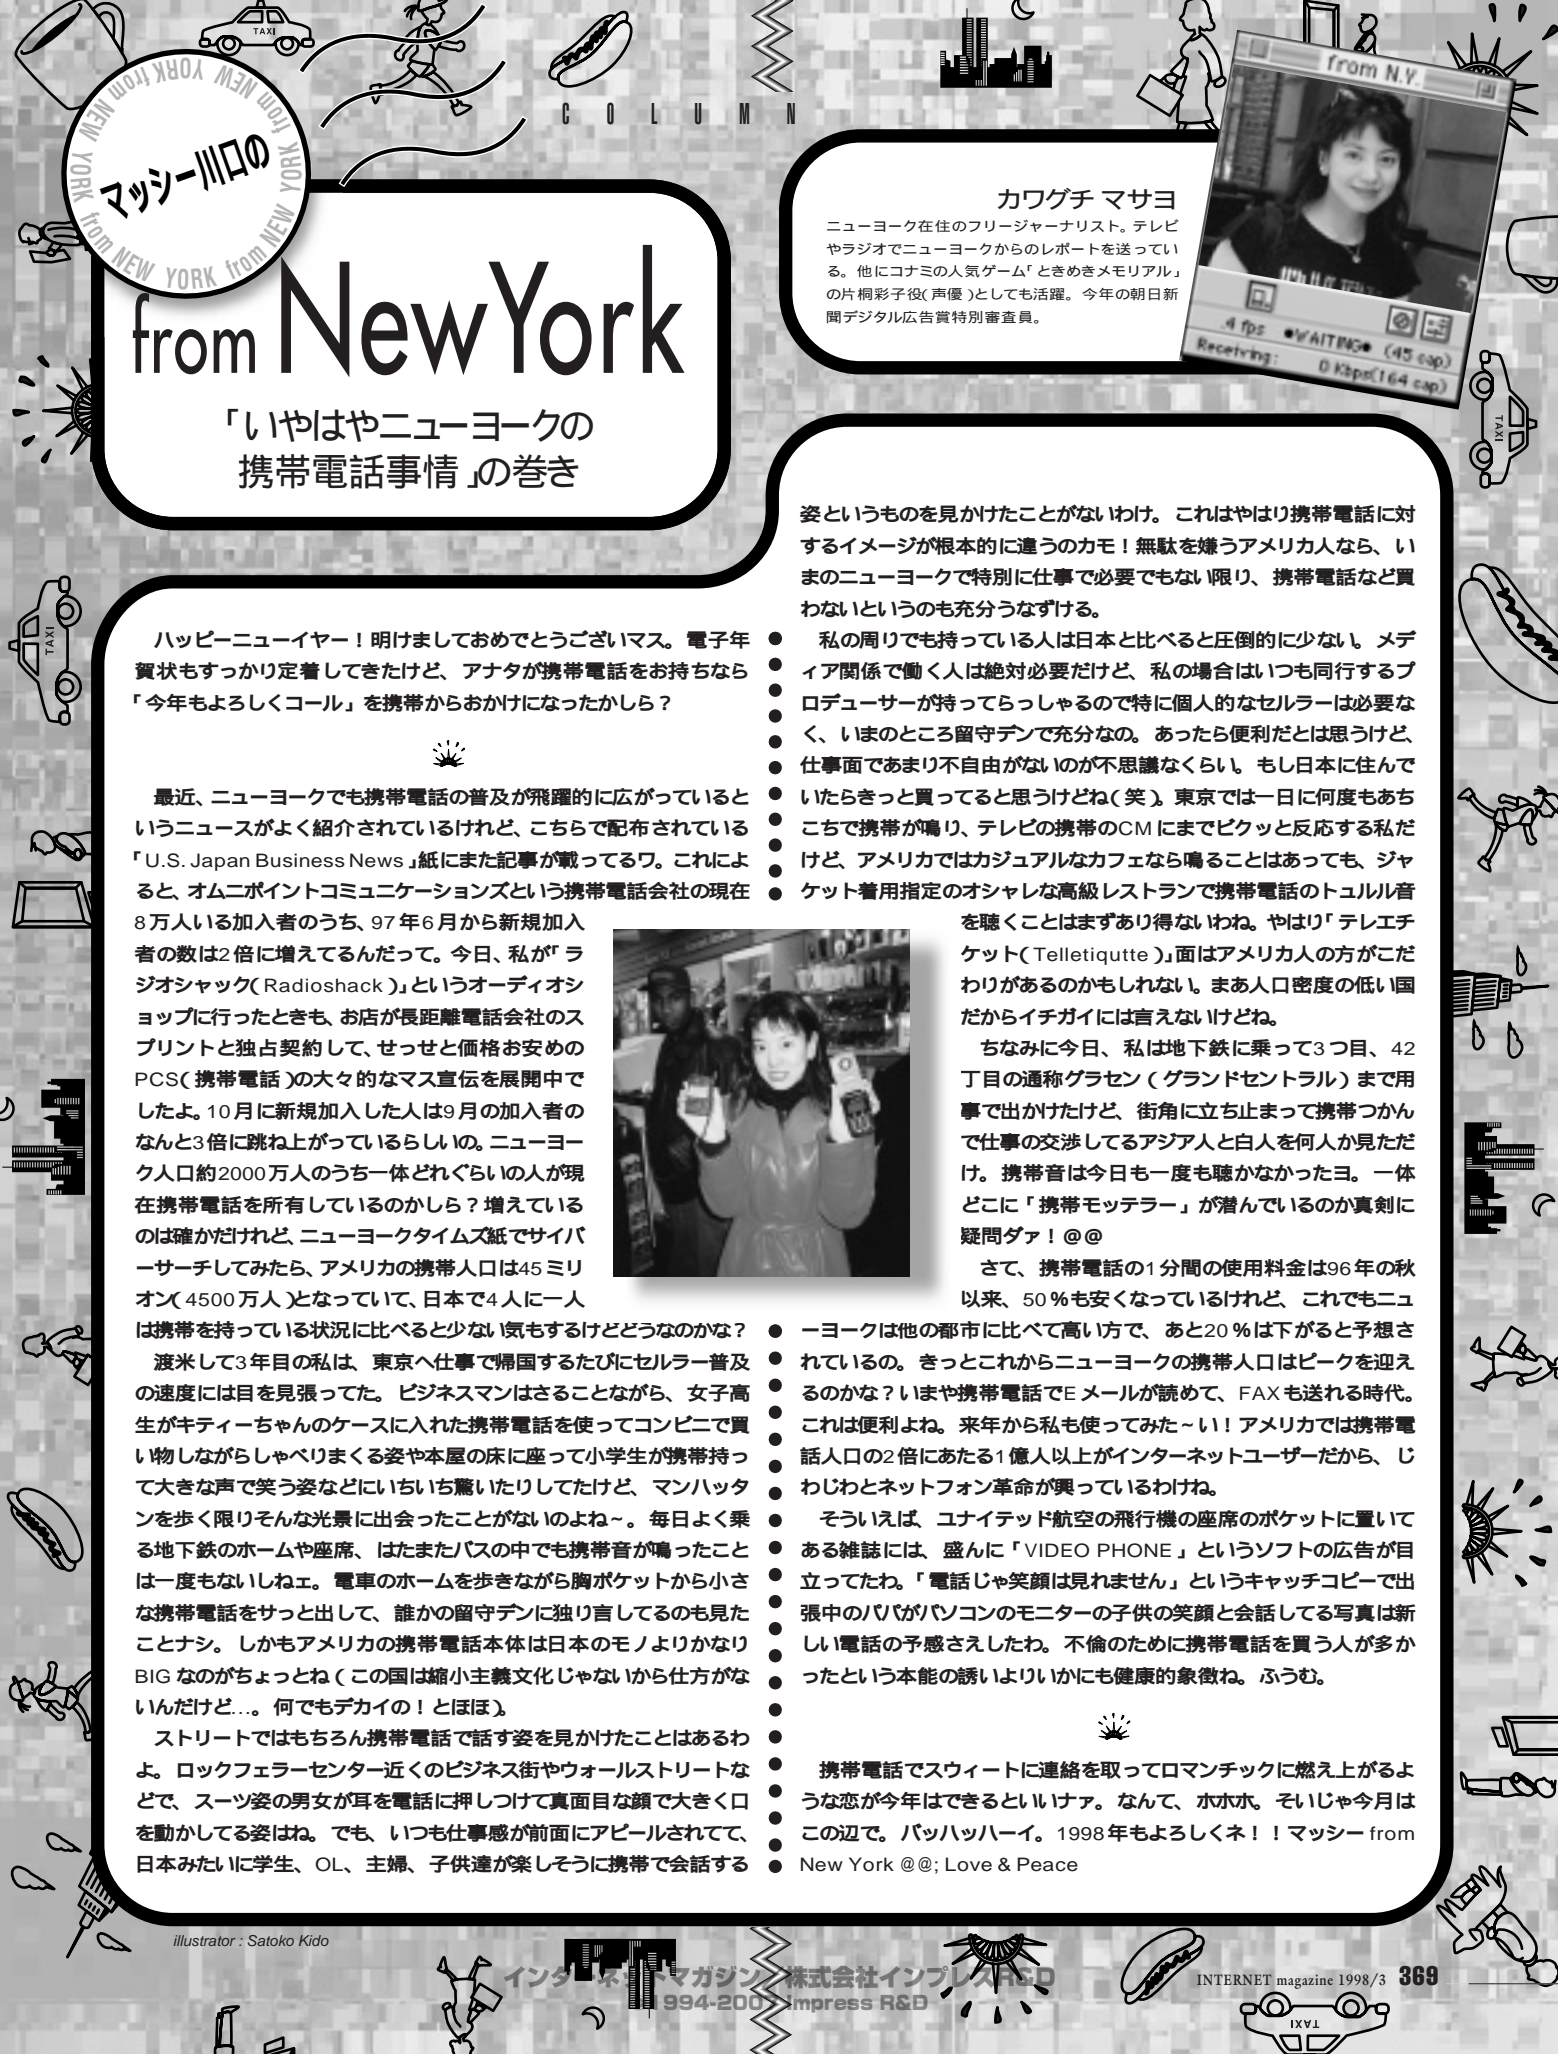 COLUMN
from NEW YORK from NEW YORK from NEW YORK from NEW YORK
マッシー川口の
from NewYork
「いやはやニューヨークの
携帯電話事情」の巻き
カワグチ マサヨ
ニューヨーク在住のフリージャーナリスト。テレビ
やラジオでニューヨークからのレポートを送ってい
る。他にコナミの人気ゲーム「ときめきメモリアル」
の片桐彩子役(声優)としても活躍。今年の朝日新
聞デジタル広告賞特別審査員。
from N.Y.
4 fps ●WAITING● (45 cap)
Receiving: 0 Kbps(164 cap)
TAXI
TAXI
TAXI
ハッピーニューイヤー！明けましておめでとうございマス。電子年
賀状もすっかり定着してきたけど、アナタが携帯電話をお持ちなら
「今年もよろしくコール」を携帯からおかけになったかしら？
最近、ニューヨークでも携帯電話の普及が飛躍的に広がっていると
いうニュースがよく紹介されているけれど、こちらで配布されている
「U.S. Japan Business News」紙にまた記事が載ってるワ。これによ
ると、オムニポイントコミュニケーションズという携帯電話会社の現在
8万人いる加入者のうち、97年6月から新規加入
者の数は2倍に増えてるんだって。今日、私が「ラ
ジオシャック(Radioshack)」というオーディオシ
ョップに行ったときも、お店が長距離電話会社のス
プリントと独占契約して、せっせと価格お安めの
PCS(携帯電話)の大々的なマス宣伝を展開中で
したよ。10月に新規加入した人は9月の加入者の
なんと3倍に跳ね上がっているらしいの。ニューヨー
ク人口約2000万人のうち一体どれぐらいの人が現
在携帯電話を所有しているのかしら？増えている
のは確かだけれど、ニューヨークタイムズ紙でサイバ
ーサーチしてみたら、アメリカの携帯人口は45ミリ
オン(4500万人)となっていて、日本で4人に一人
は携帯を持っている状況に比べると少ない気もするけどどうなのかな？
渡米して3年目の私は、東京へ仕事で帰国するたびにセルラー普及
の速度には目を見張ってた。ビジネスマンはさることながら、女子高
生がキティーちゃんのケースに入れた携帯電話を使ってコンビニで買
い物しながらしゃべりまくる姿や本屋の床に座って小学生が携帯持っ
て大きな声で笑う姿などにいちいち驚いたりしてたけど、マンハッタ
ンを歩く限りそんな光景に出会ったことがないのよね～。毎日よく乗
る地下鉄のホームや座席、はたまたバスの中でも携帯音が鳴ったこと
は一度もないしねェ。電車のホームを歩きながら胸ポケットから小さ
な携帯電話をサっと出して、誰かの留守デンに独り言してるのも見た
ことナシ。しかもアメリカの携帯電話本体は日本のモノよりかなり
BIGなのがちょっとね(この国は縮小主義文化じゃないから仕方がな
いんだけど…。何でもデカイの！とほほ)。
ストリートではもちろん携帯電話で話す姿を見かけたことはあるわ
よ。ロックフェラーセンター近くのビジネス街やウォールストリートな
どで、スーツ姿の男女が耳を電話に押しつけて真面目な顔で大きく口
を動かしてる姿はね。でも、いつも仕事感が前面にアピールされてて、
日本みたいに学生、OL、主婦、子供達が楽しそうに携帯で会話する
姿というものを見かけたことがないわけ。これはやはり携帯電話に対
するイメージが根本的に違うのカモ！無駄を嫌うアメリカ人なら、い
まのニューヨークで特別に仕事で必要でもない限り、携帯電話など買
わないというのも充分うなずける。
私の周りでも持っている人は日本と比べると圧倒的に少ない。メデ
ィア関係で働く人は絶対必要だけど、私の場合はいつも同行するプ
ロデューサーが持ってらっしゃるので特に個人的なセルラーは必要な
く、いまのところ留守デンで充分なの。あったら便利だとは思うけど、
仕事面であまり不自由がないのが不思議なくらい。もし日本に住んで
いたらきっと買ってると思うけどね(笑)。東京では一日に何度もあち
こちで携帯が鳴り、テレビの携帯のCMにまでビクッと反応する私だ
けど、アメリカではカジュアルなカフェなら鳴ることはあっても、ジャ
ケット着用指定のオシャレな高級レストランで携帯電話のトュルル音
を聴くことはまずあり得ないわね。やはり「テレエチ
ケット(Telletiqutte)」面はアメリカ人の方がこだ
わりがあるのかもしれない。まあ人口密度の低い国
だからイチガイには言えないけどね。
ちなみに今日、私は地下鉄に乗って3つ目、42
丁目の通称グラセン(グランドセントラル)まで用
事で出かけたけど、街角に立ち止まって携帯つかん
で仕事の交渉してるアジア人と白人を何人か見ただ
け。携帯音は今日も一度も聴かなかったヨ。一体
どこに「携帯モッテラー」が潜んでいるのか真剣に
疑問ダァ！＠＠
さて、携帯電話の1分間の使用料金は96年の秋
以来、50％も安くなっているけれど、これでもニュ
ーヨークは他の都市に比べて高い方で、あと20％は下がると予想さ
れているの。きっとこれからニューヨークの携帯人口はピークを迎え
るのかな？いまや携帯電話でEメールが読めて、FAXも送れる時代。
これは便利よね。来年から私も使ってみた～い！アメリカでは携帯電
話人口の2倍にあたる1億人以上がインターネットユーザーだから、じ
わじわとネットフォン革命が興っているわけね。
そういえば、ユナイテッド航空の飛行機の座席のポケットに置いて
ある雑誌には、盛んに「VIDEO PHONE」というソフトの広告が目
立ってたわ。「電話じゃ笑顔は見れません」というキャッチコピーで出
張中のパパがパソコンのモニターの子供の笑顔と会話してる写真は新
しい電話の予感さえしたわ。不倫のために携帯電話を買う人が多か
ったという本能の誘いよりいかにも健康的象徴ね。ふうむ。
携帯電話でスウィートに連絡を取ってロマンチックに燃え上がるよ
うな恋が今年はできるといいナァ。なんて、ホホホ。そいじゃ今月は
この辺で。バッハッハーイ。1998年もよろしくネ！！マッシー from
New York @@; Love & Peace
illustrator : Satoko Kido
INTERNET magazine 1998/3 369
TAXI